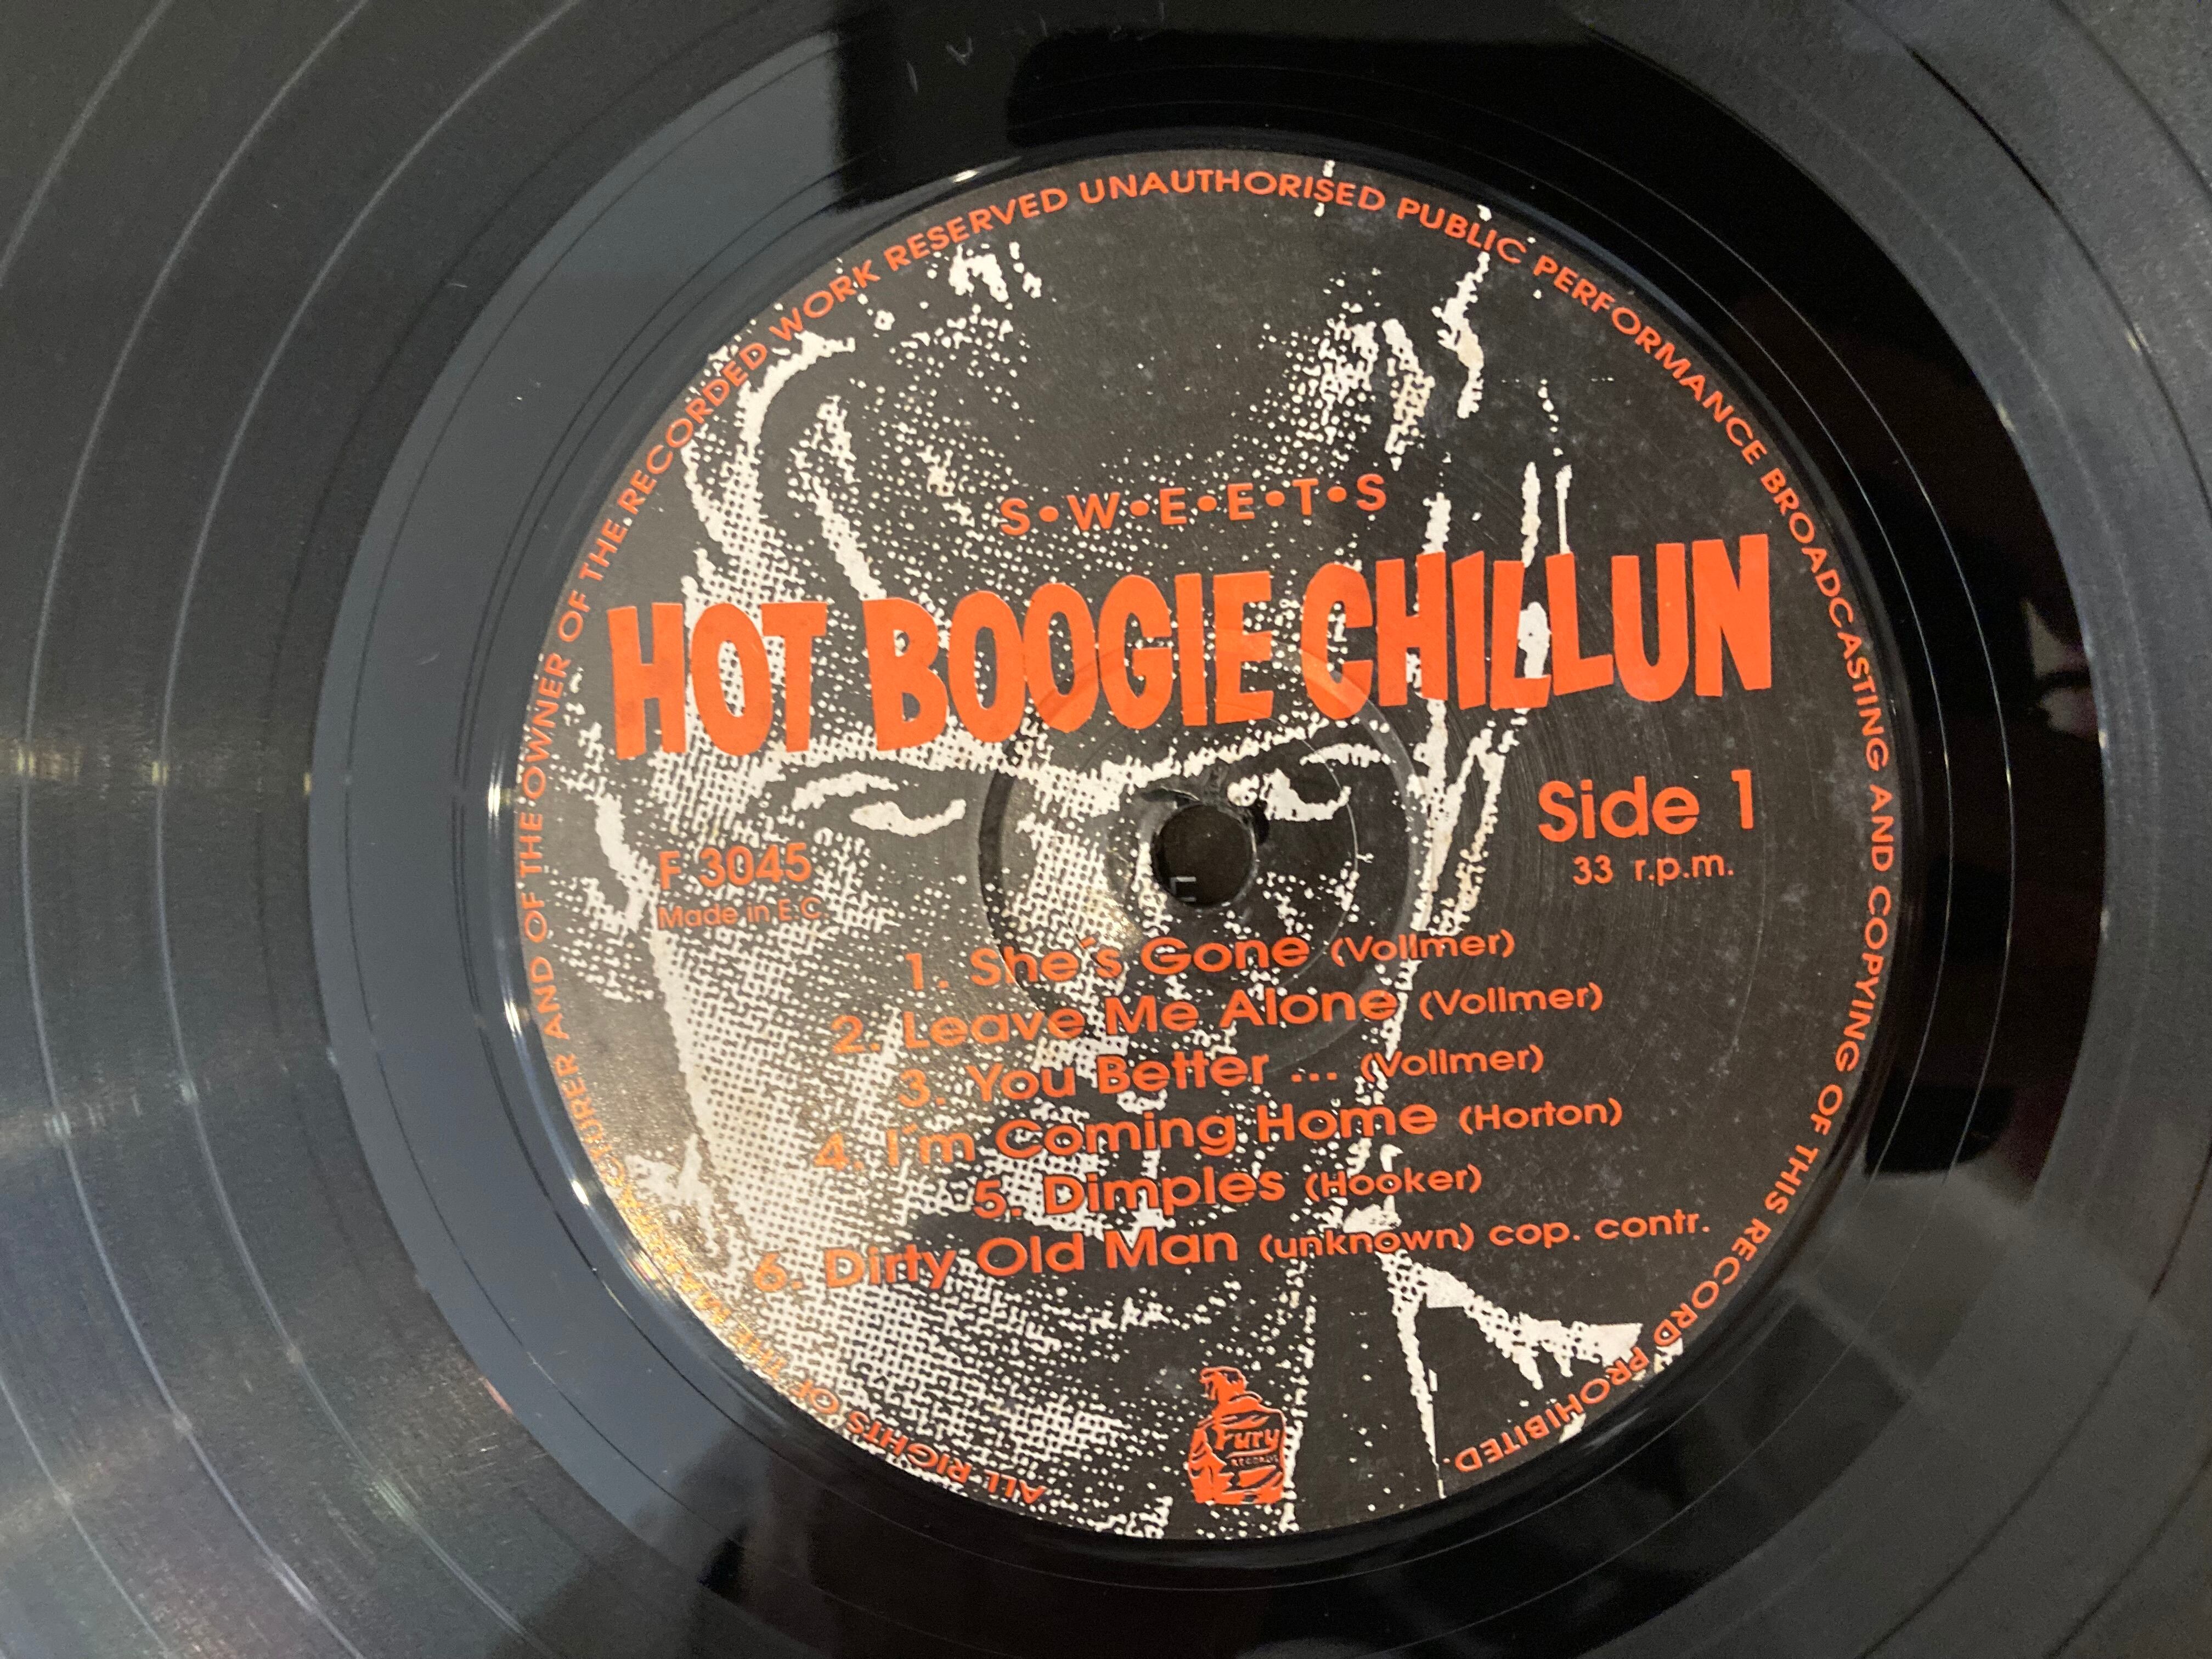 ALL RIGHTS OF THE MANUFACTURER AND OF THE OWNER OF THE RECORDED WORK RESERVED UNAUTHORISED PUBLIC PERFORMANCE BROADCASTING AND COPYING OF THIS RECORD PROHIBITED.
S•W•E•E•T•S
HOT BOOGIE CHILLUN
Side 1
33 r.p.m.
F 3045
Made in E.C.
1. She´s Gone (Vollmer)
2. Leave Me Alone (Vollmer)
3. You Better ... (Vollmer)
4. I´m Coming Home (Horton)
5. Dimples (Hooker)
6. Dirty Old Man (unknown) cop. contr.
Fury
RECORDS